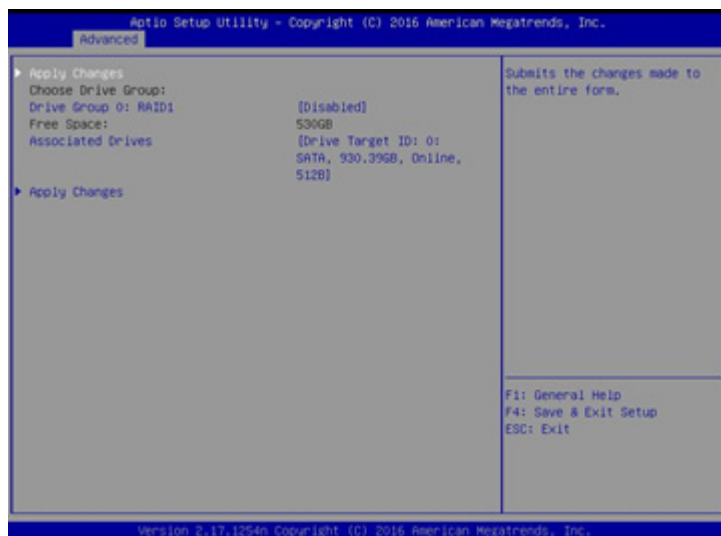 Aptio Setup Utility – Copyright (C) 2016 American Megatrends, Inc.
Advanced
Apply Changes
Choose Drive Group:
Drive Group 0: RAID1 [Disabled]
Free Space: 530GB
Associated Drives [Drive Target ID: 0:
SATA, 930.39GB, Online,
512B]
Apply Changes
Submits the changes made to
the entire form.
F1: General Help
F4: Save & Exit Setup
ESC: Exit
Version 2.17.1254n Copyright (C) 2016 American Megatrends, Inc.